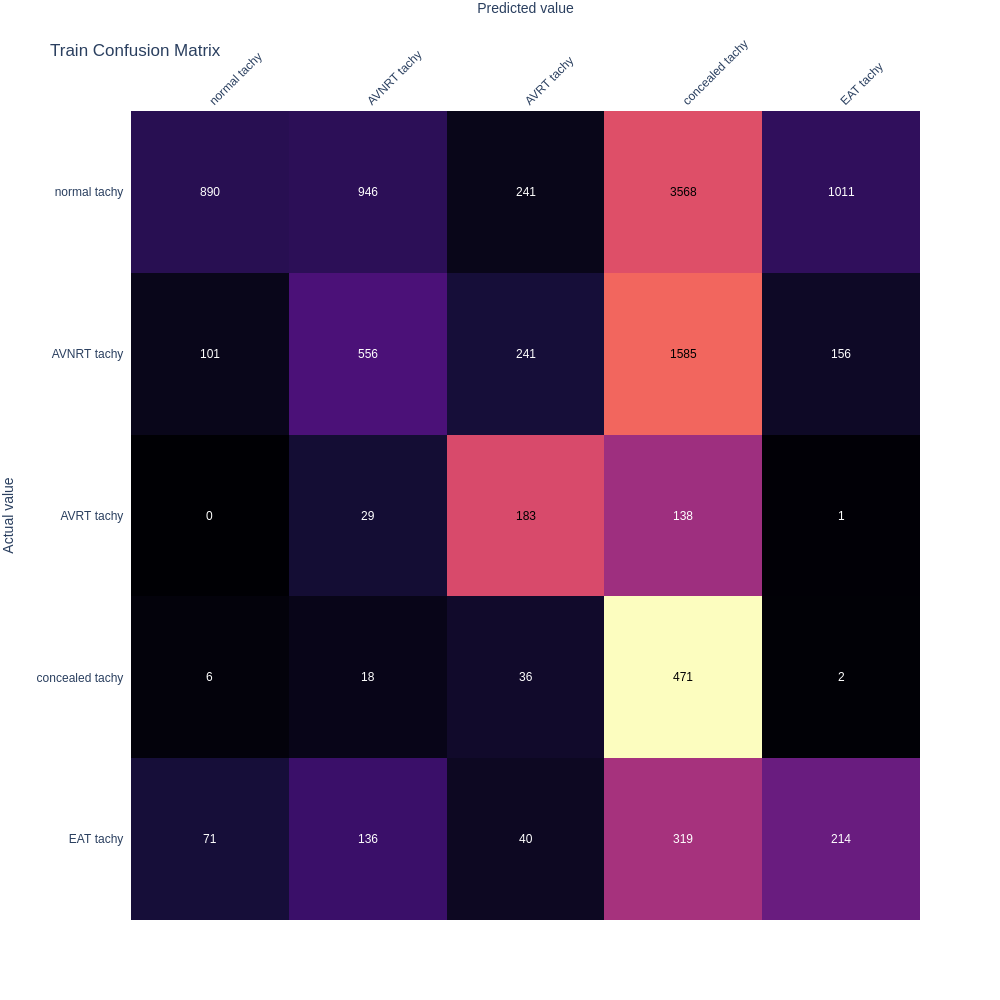 Predicted value
Train Confusion Matrix
normal tachy AVNRT tachy AVRT tachy concealed tachy EAT tachy
normal tachy 890 946 241 3568 1011
AVNRT tachy 101 556 241 1585 156
Actual value
AVRT tachy 0 29 183 138 1
concealed tachy 6 18 36 471 2
EAT tachy 71 136 40 319 214